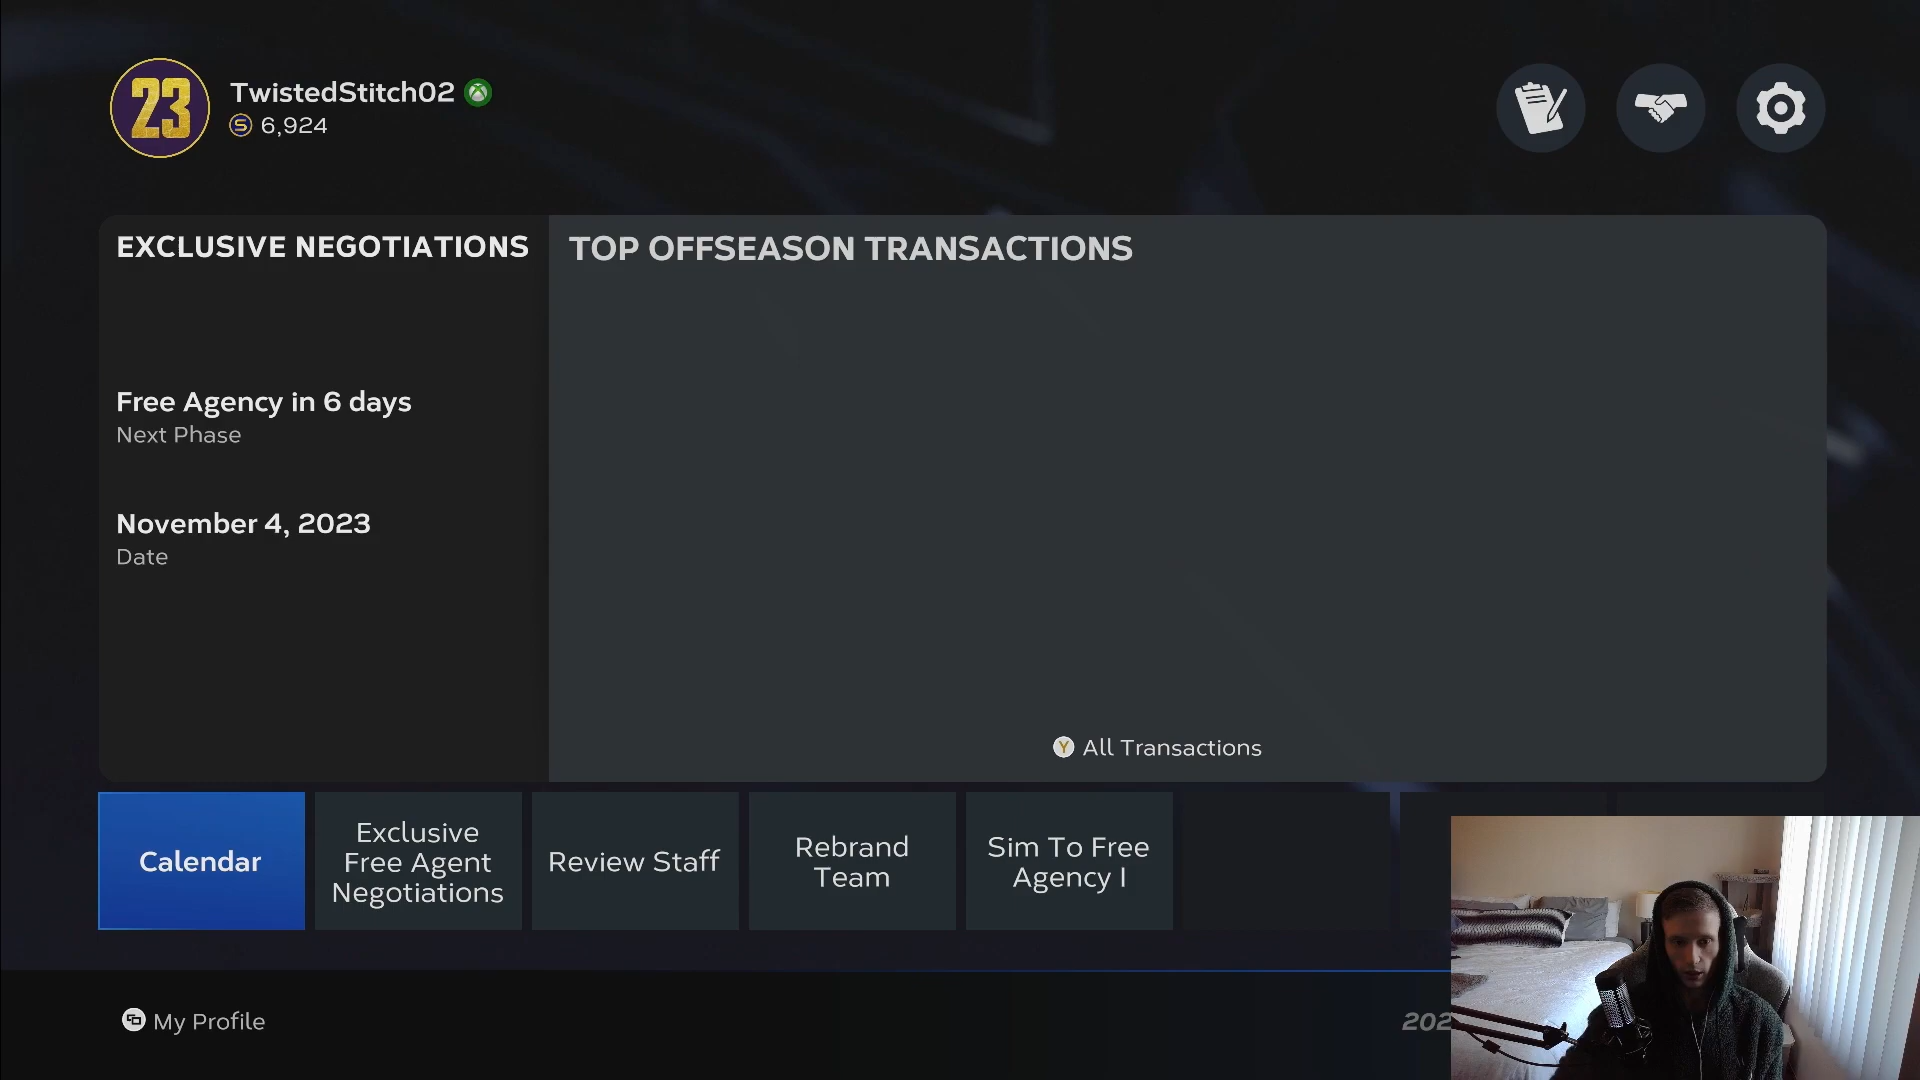 23
TwistedStitch02
S 6,924
EXCLUSIVE NEGOTIATIONS
Free Agency in 6 days
Next Phase
November 4, 2023
Date
TOP OFFSEASON TRANSACTIONS
Y All Transactions
Calendar
Exclusive
Free Agent
Negotiations
Review Staff
Rebrand
Team
Sim To Free
Agency I
My Profile
202